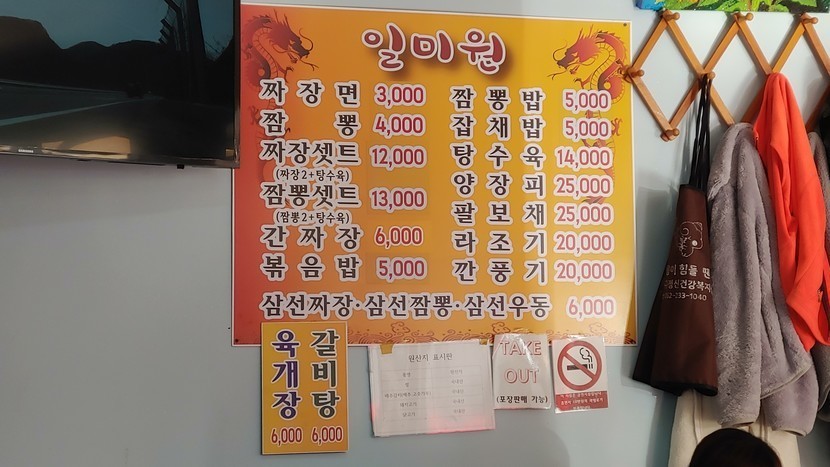 일미원
짜장면 3,000
짬뽕 4,000
짜장셋트 12,000
(짜장2+탕수육)
짬뽕셋트 13,000
(짬뽕2+탕수육)
간짜장 6,000
볶음밥 5,000
짬뽕밥 5,000
잡채밥 5,000
탕수육 14,000
양장피 25,000
팔보채 25,000
라조기 20,000
깐풍기 20,000
삼선짜장·삼선짬뽕·삼선우동 6,000
육개장 6,000
갈비탕 6,000
원산지 표시판
TAKE
OUT
(포장판매 가능)
힘들 땐